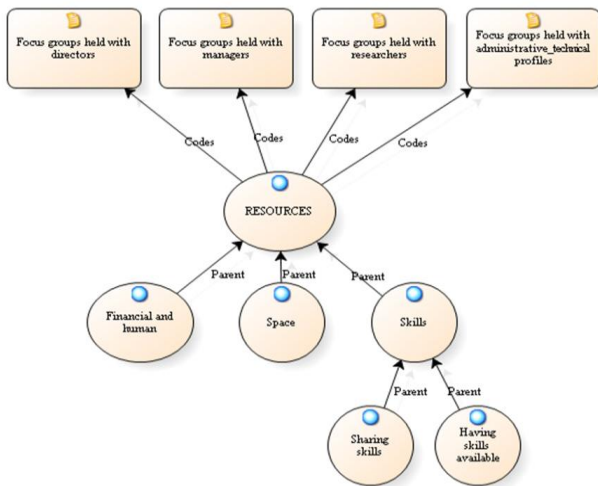 Focus groups held with
directors
Focus groups held with
managers
Focus groups held with
researchers
Focus groups held with
administrative_technical
profiles
Codes
Codes
Codes
Codes
RESOURCES
Parent
Parent
Parent
Financial and
human
Space
Skills
Parent
Parent
Sharing
skills
Having
skills
available